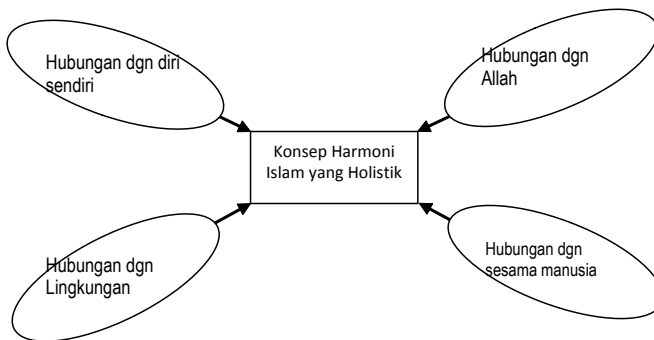 Hubungan dgn diri
sendiri
Hubungan dgn
Allah
Konsep Harmoni
Islam yang Holistik
Hubungan dgn
Lingkungan
Hubungan dgn
sesama manusia